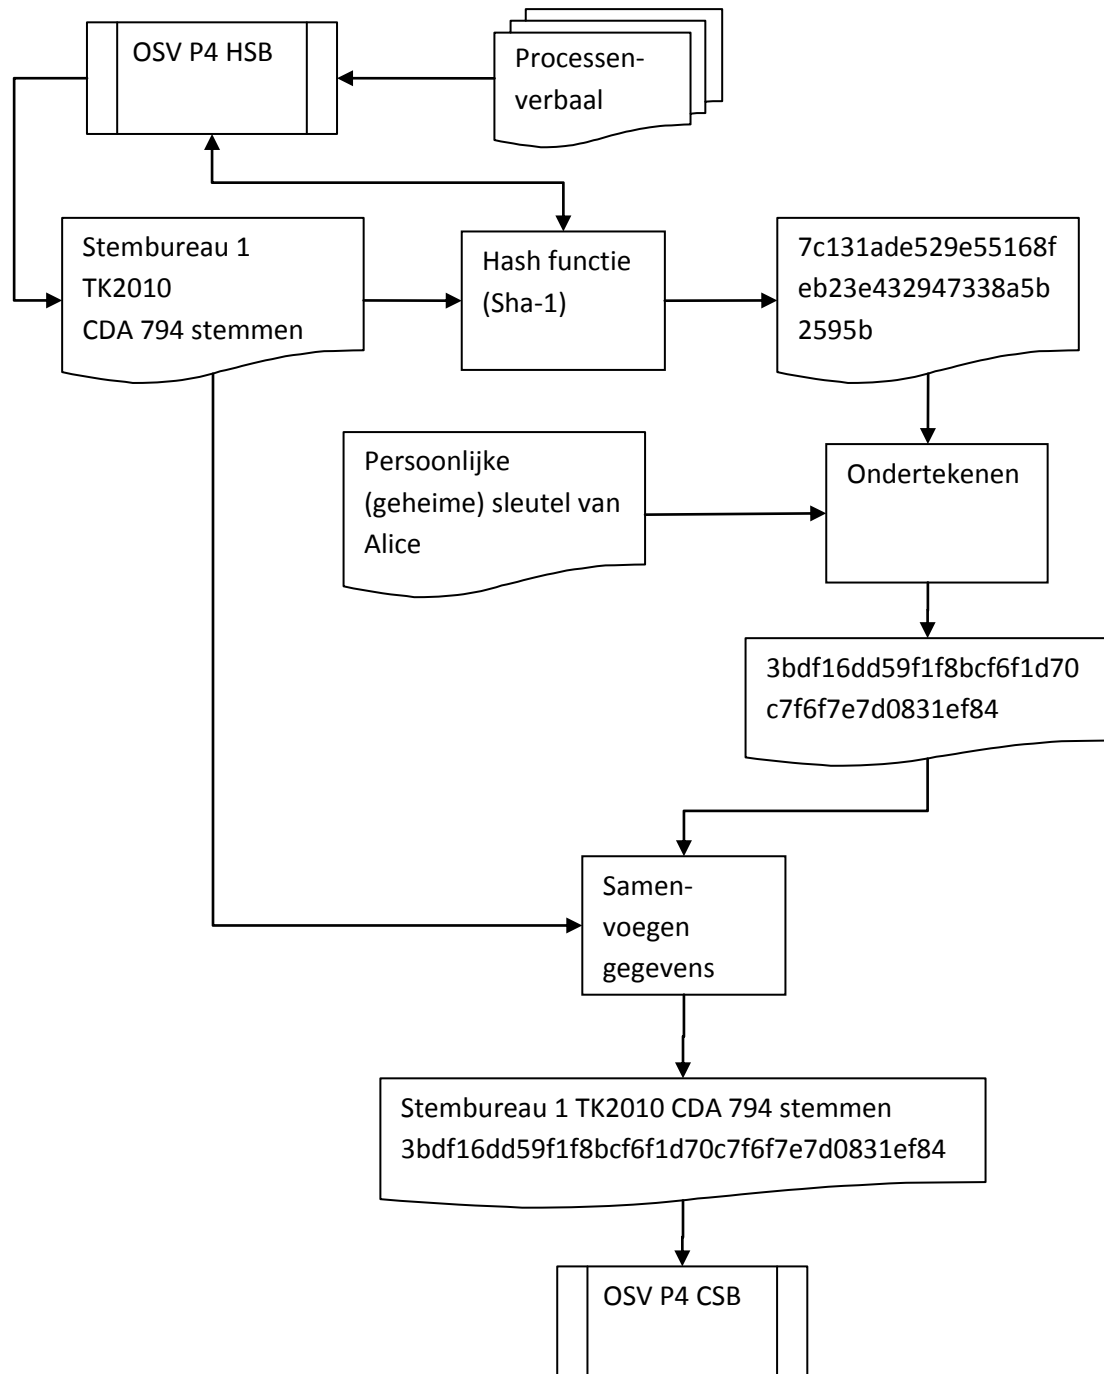 OSV P4 HSB
Processen-
verbaal
Stembureau 1
TK2010
CDA 794 stemmen
Hash functie
(Sha-1)
7c131ade529e55168f
eb23e432947338a5b
2595b
Persoonlijke
(geheime) sleutel van
Alice
Ondertekenen
3bdf16dd59f1f8bcf6f1d70
c7f6f7e7d0831ef84
Samen-
voegen
gegevens
Stembureau 1 TK2010 CDA 794 stemmen
3bdf16dd59f1f8bcf6f1d70c7f6f7e7d0831ef84
OSV P4 CSB